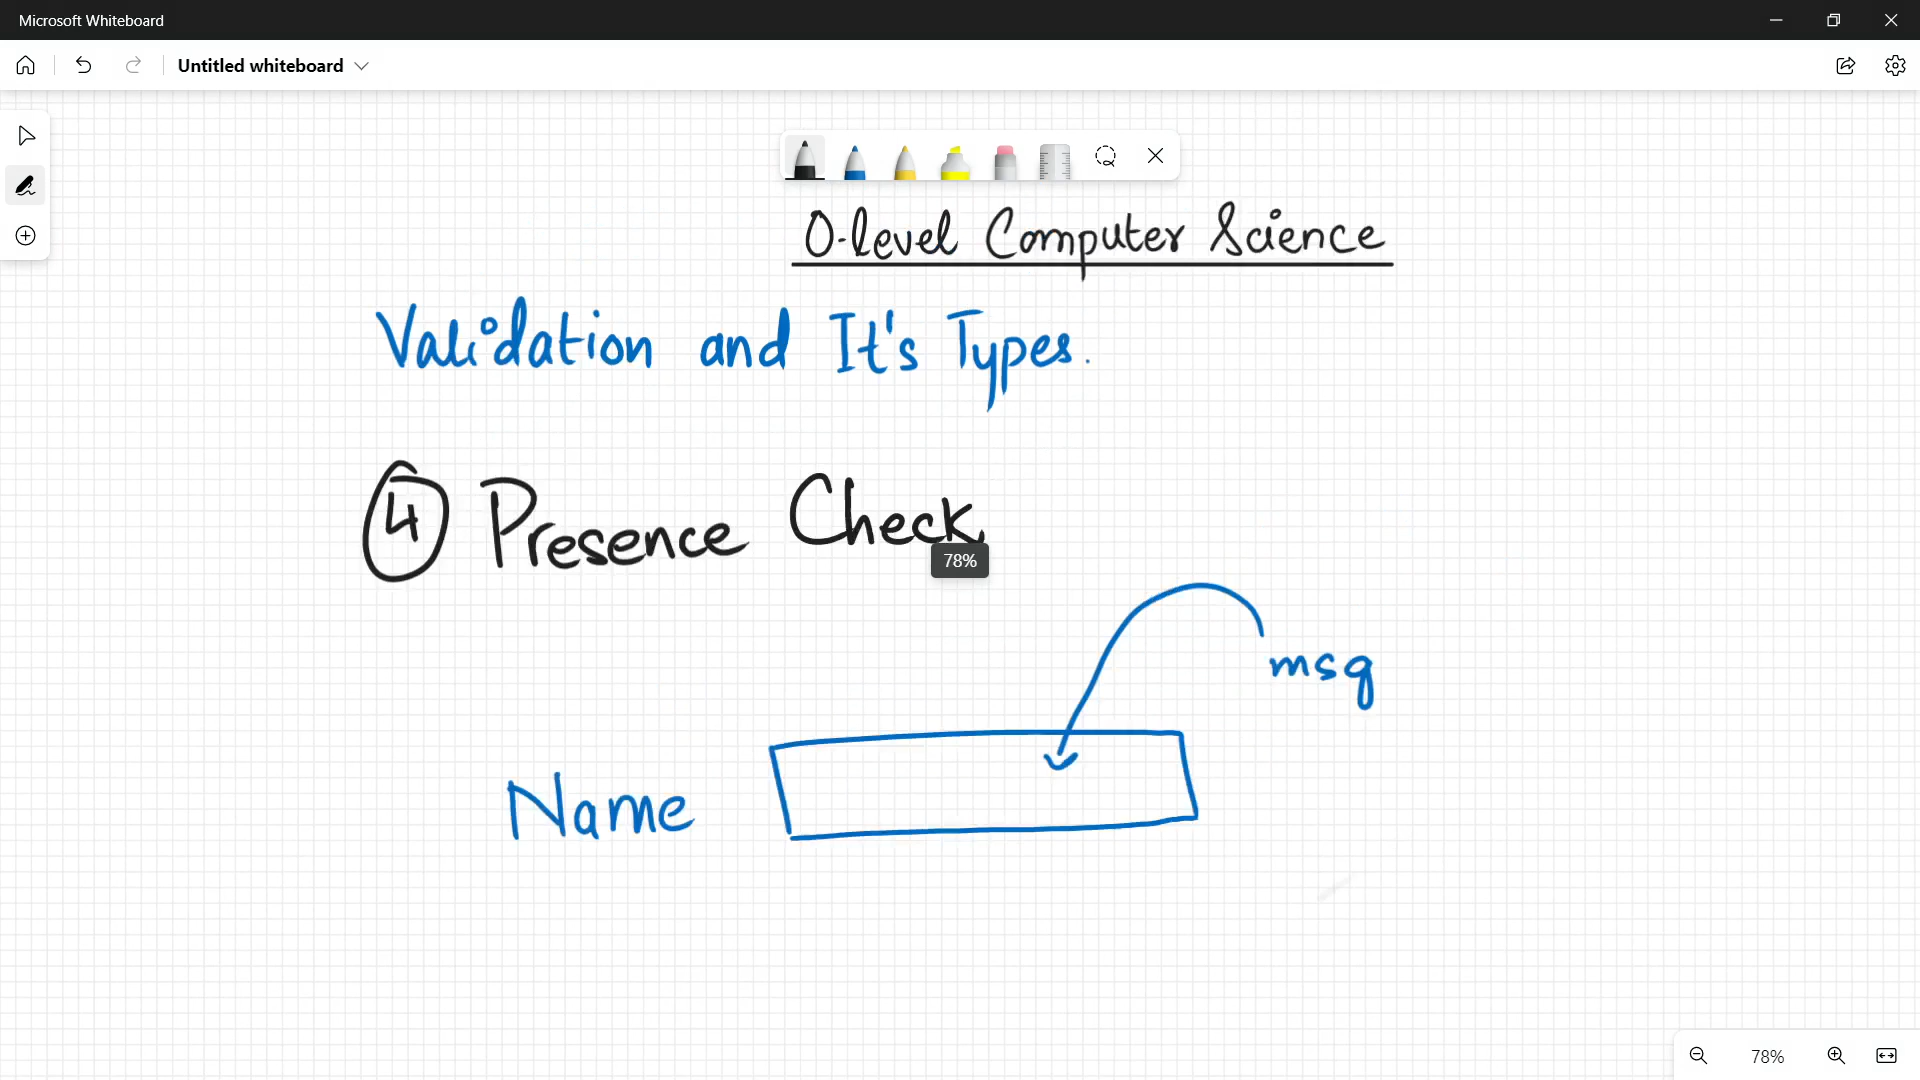 Microsoft Whiteboard
Untitled whiteboard
O-level Computer Science
Validation and It's Types.
4 Presence Check
78%
msg
Name
78%